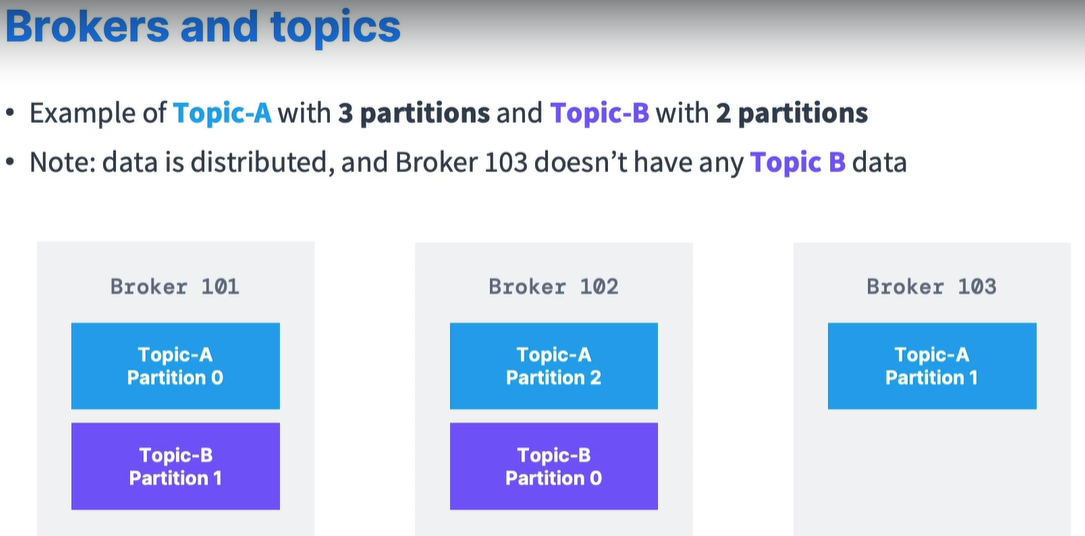 Brokers and topics
• Example of Topic-A with 3 partitions and Topic-B with 2 partitions
• Note: data is distributed, and Broker 103 doesn’t have any Topic B data
Broker 101
Topic-A
Partition 0
Topic-B
Partition 1
Broker 102
Topic-A
Partition 2
Topic-B
Partition 0
Broker 103
Topic-A
Partition 1